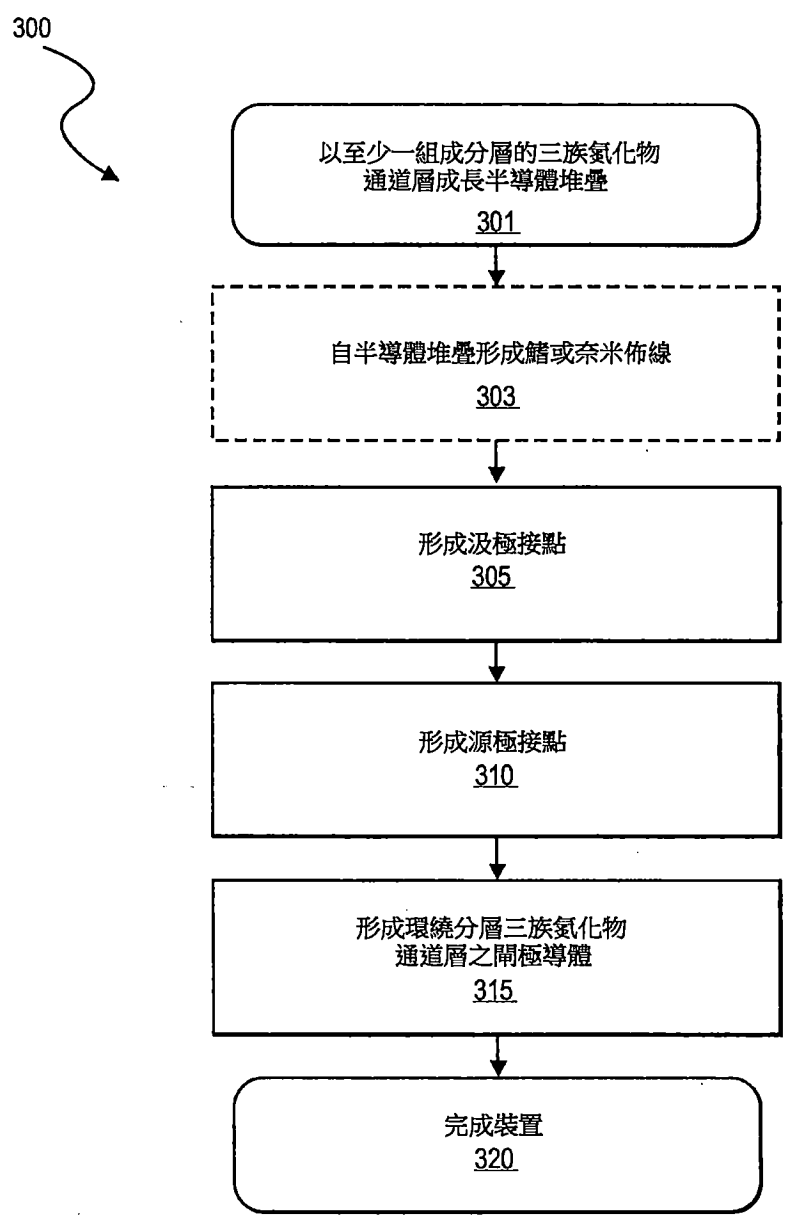 300
以至少一組成分層的三族氮化物
通道層成長半導體堆疊
301
自半導體堆疊形成鰭或奈米佈線
303
形成汲極接點
305
形成源極接點
310
形成環繞分層三族氮化物
通道層之閘極導體
315
完成裝置
320